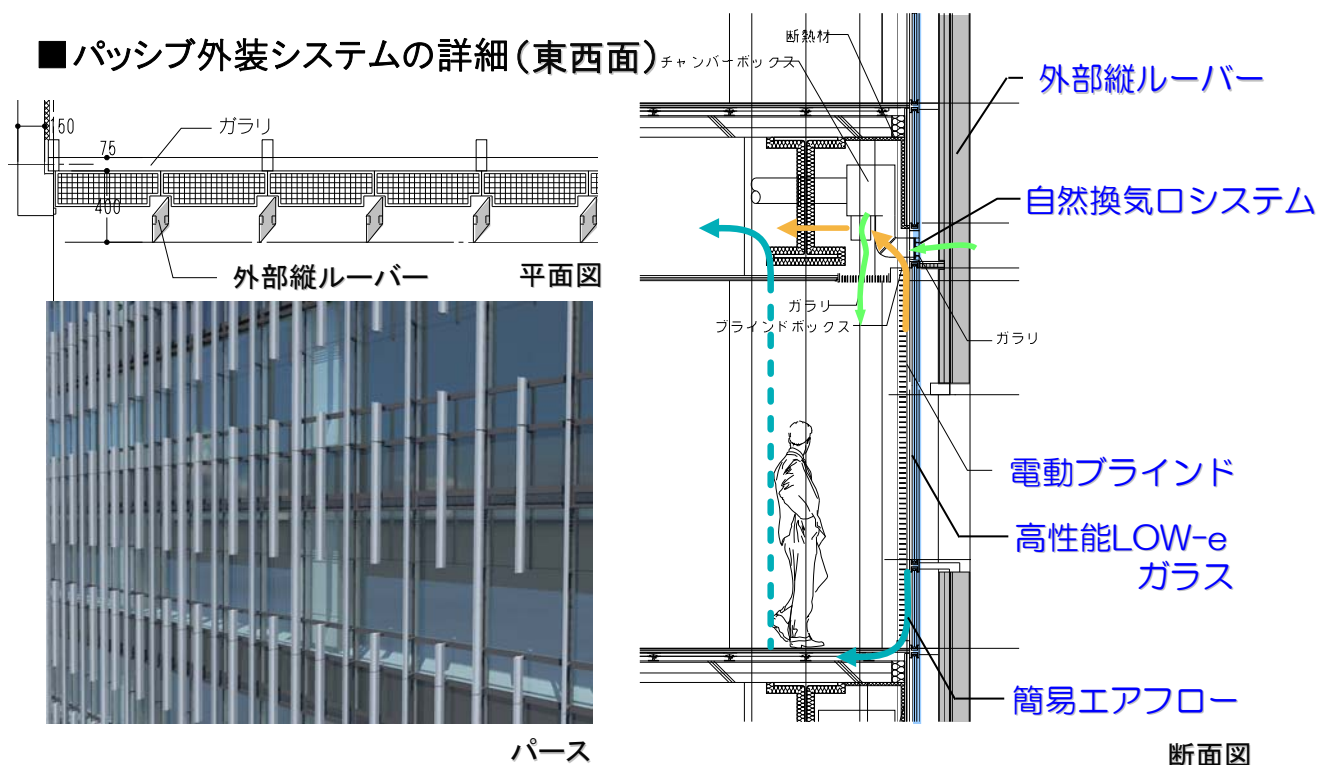 ■パッシブ外装システムの詳細(東西面)
150
75
ガラリ
400
外部縦ルーバー
平面図
パース
断熱材
チャンバーボックス
外部縦ルーバー
自然換気口システム
ガラリ
ブラインドボックス
ガラリ
電動ブラインド
高性能LOW-e
ガラス
簡易エアフロー
断面図